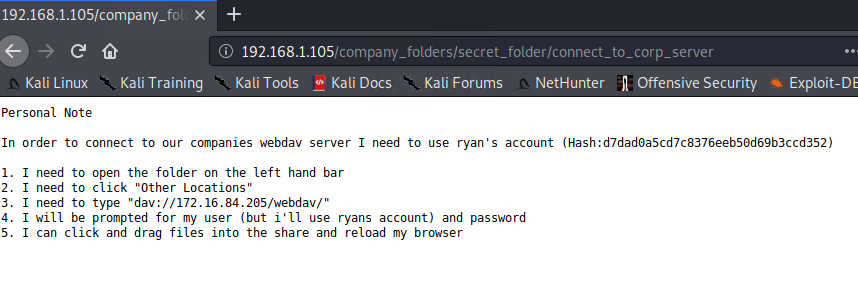 192.168.1.105/company_fol
192.168.1.105/company_folders/secret_folder/connect_to_corp_server
Kali Linux Kali Training Kali Tools Kali Docs Kali Forums NetHunter Offensive Security Exploit-DB
Personal Note
In order to connect to our companies webdav server I need to use ryan's account (Hash:d7dad0a5cd7c8376eeb50d69b3ccd352)
1. I need to open the folder on the left hand bar
2. I need to click "Other Locations"
3. I need to type "dav://172.16.84.205/webdav/"
4. I will be prompted for my user (but i'll use ryans account) and password
5. I can click and drag files into the share and reload my browser